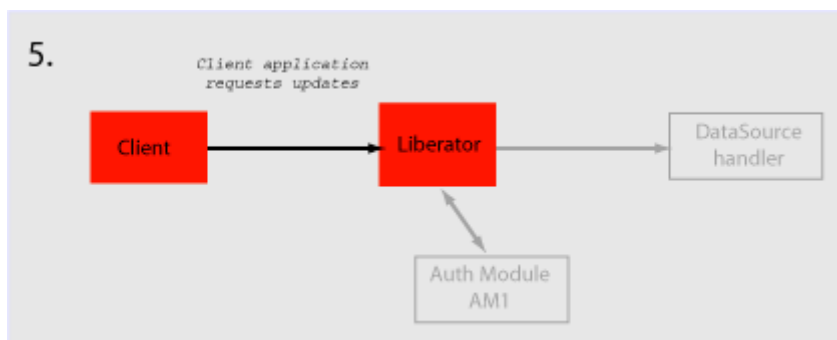 5.
Client application
requests updates
Client
Liberator
DataSource
handler
Auth Module
AM1